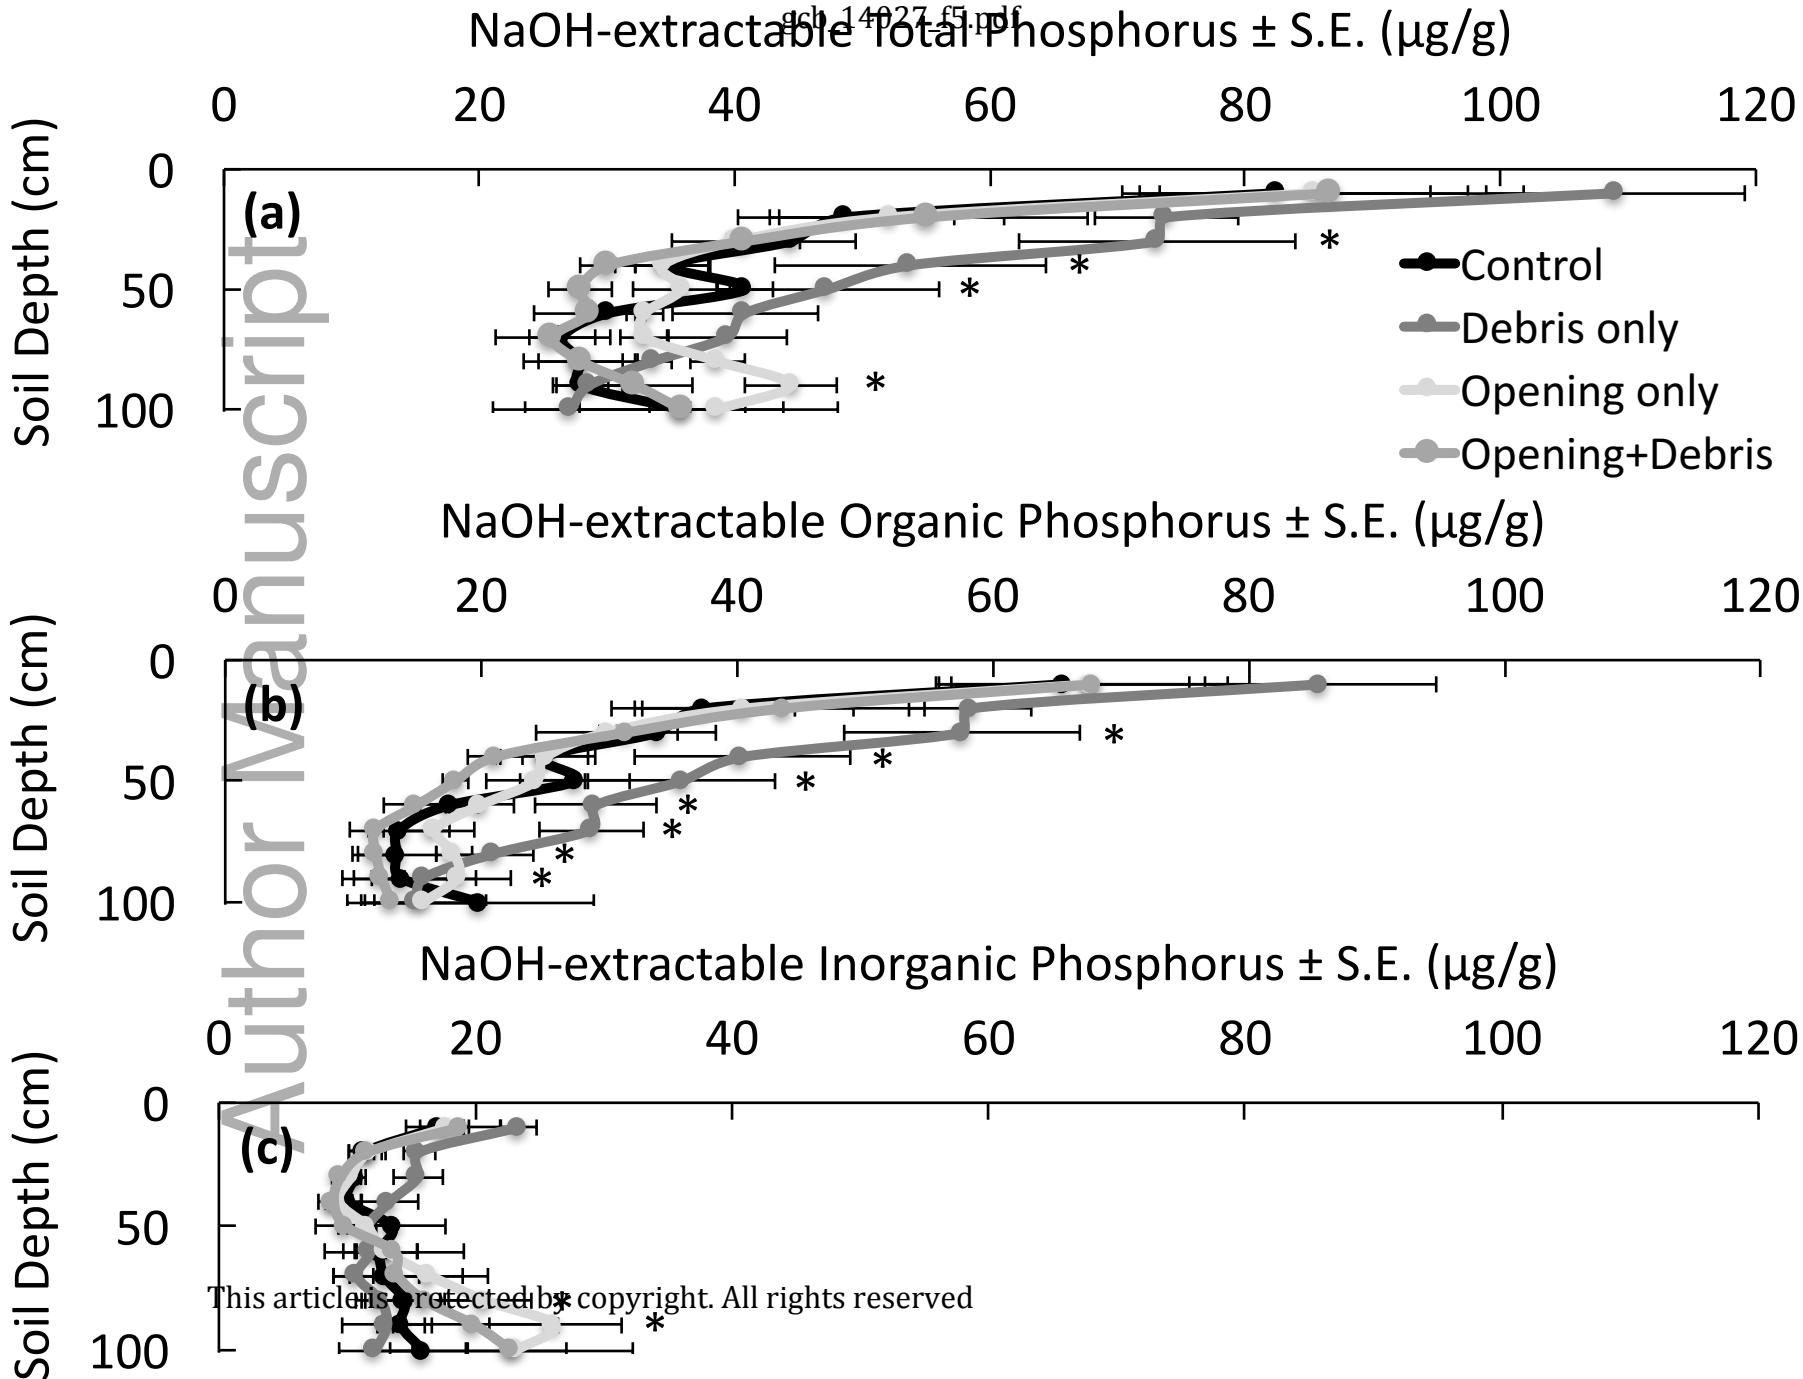 gcb_14027_f5.pdf
NaOH-extractable Total Phosphorus ± S.E. (µg/g)
0 20 40 60 80 100 120
Soil Depth (cm)
0
50
100
(a)
*
*
*
*
Control
Debris only
Opening only
Opening+Debris
NaOH-extractable Organic Phosphorus ± S.E. (µg/g)
0 20 40 60 80 100 120
Soil Depth (cm)
0
50
100
(b)
*
*
*
*
*
*
*
NaOH-extractable Inorganic Phosphorus ± S.E. (µg/g)
0 20 40 60 80 100 120
Soil Depth (cm)
0
50
100
(c)
*
*
This article is protected by copyright. All rights reserved
Author Manuscript